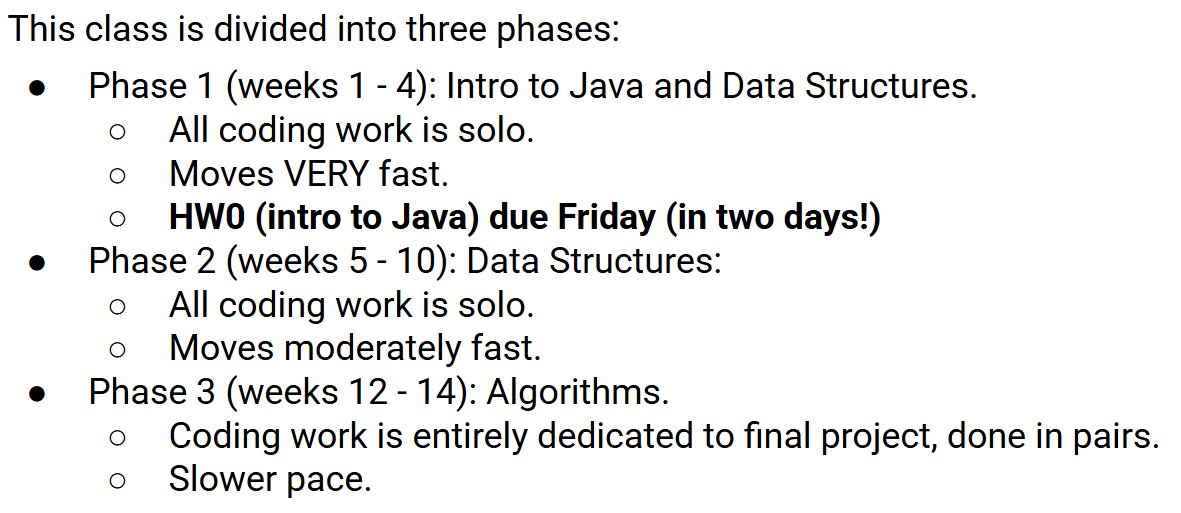 This class is divided into three phases:
● Phase 1 (weeks 1 - 4): Intro to Java and Data Structures.
○ All coding work is solo.
○ Moves VERY fast.
○ HW0 (intro to Java) due Friday (in two days!)
● Phase 2 (weeks 5 - 10): Data Structures:
○ All coding work is solo.
○ Moves moderately fast.
● Phase 3 (weeks 12 - 14): Algorithms.
○ Coding work is entirely dedicated to final project, done in pairs.
○ Slower pace.